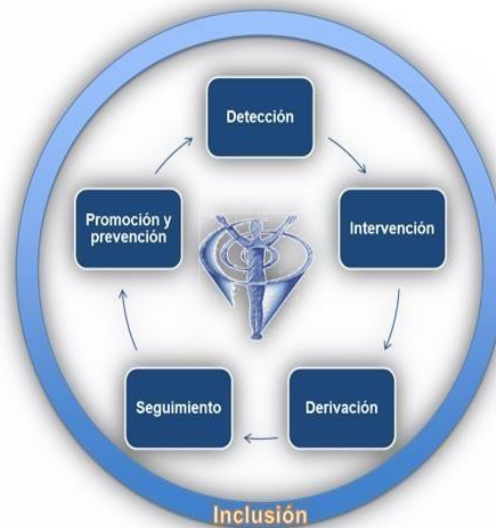 Detección
Intervención
Derivación
Seguimiento
Promoción y
prevención
Inclusión